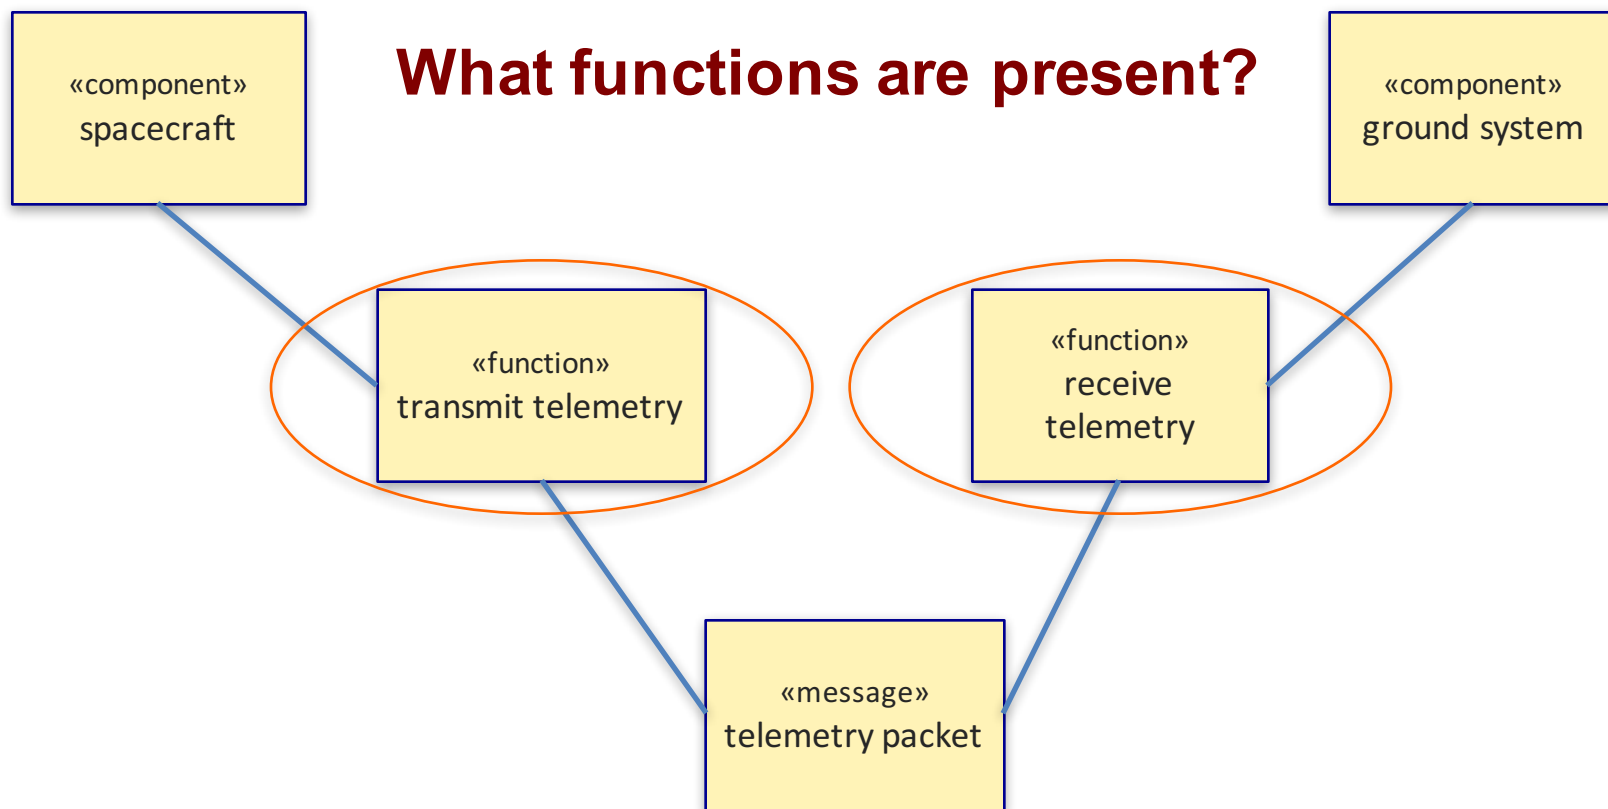 What functions are present?
«component»
spacecraft
«component»
ground system
«function»
transmit telemetry
«function»
receive
telemetry
«message»
telemetry packet